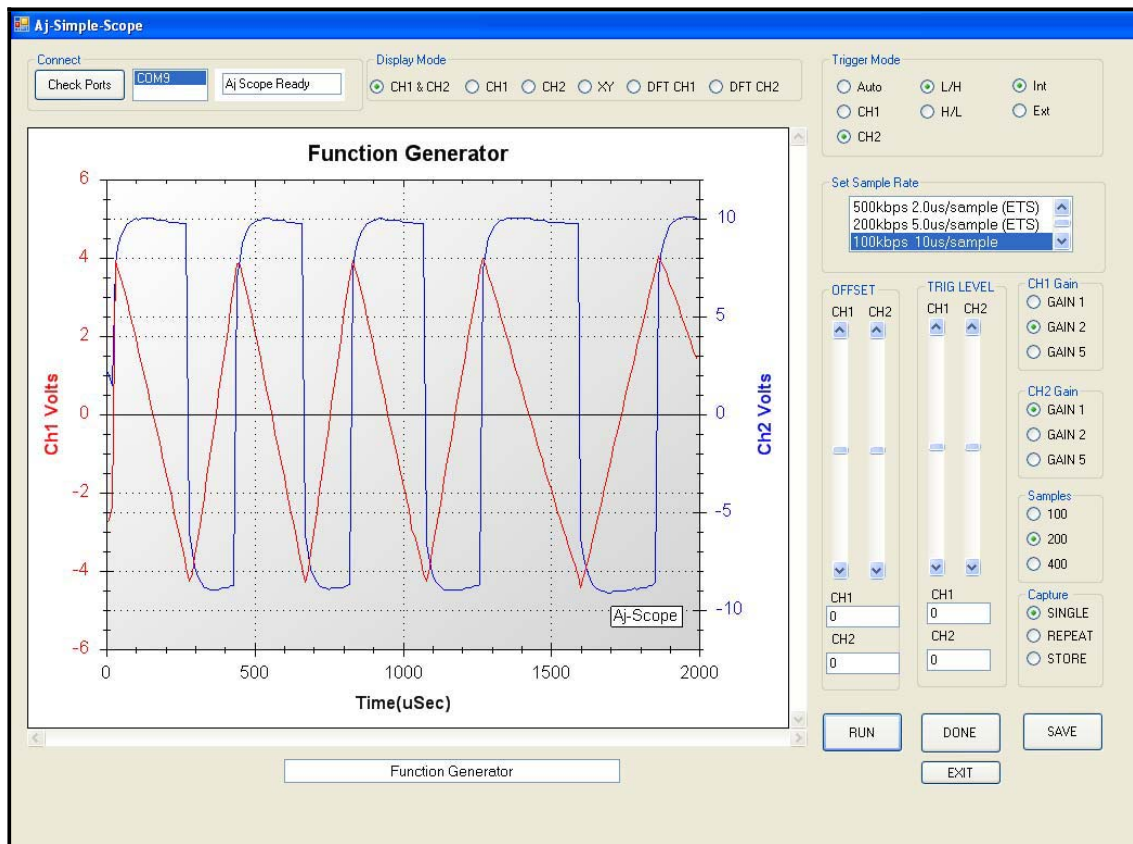 Aj-Simple-Scope
Connect
Check Ports
COM9
Aj Scope Ready
Display Mode
CH1 & CH2
CH1
CH2
XY
DFT CH1
DFT CH2
Trigger Mode
Auto
L/H
Int
CH1
H/L
Ext
CH2
Function Generator
6
4
2
0
-2
-4
-6
Ch1 Volts
10
5
0
-5
-10
Ch2 Volts
Aj-Scope
0
500
1000
1500
2000
Time(uSec)
Function Generator
Set Sample Rate
500kbps 2.0us/sample (ETS)
200kbps 5.0us/sample (ETS)
100kbps 10us/sample
OFFSET
CH1 CH2
CH1
0
CH2
0
TRIG LEVEL
CH1 CH2
CH1
0
CH2
0
CH1 Gain
GAIN 1
GAIN 2
GAIN 5
CH2 Gain
GAIN 1
GAIN 2
GAIN 5
Samples
100
200
400
Capture
SINGLE
REPEAT
STORE
RUN
DONE
SAVE
EXIT